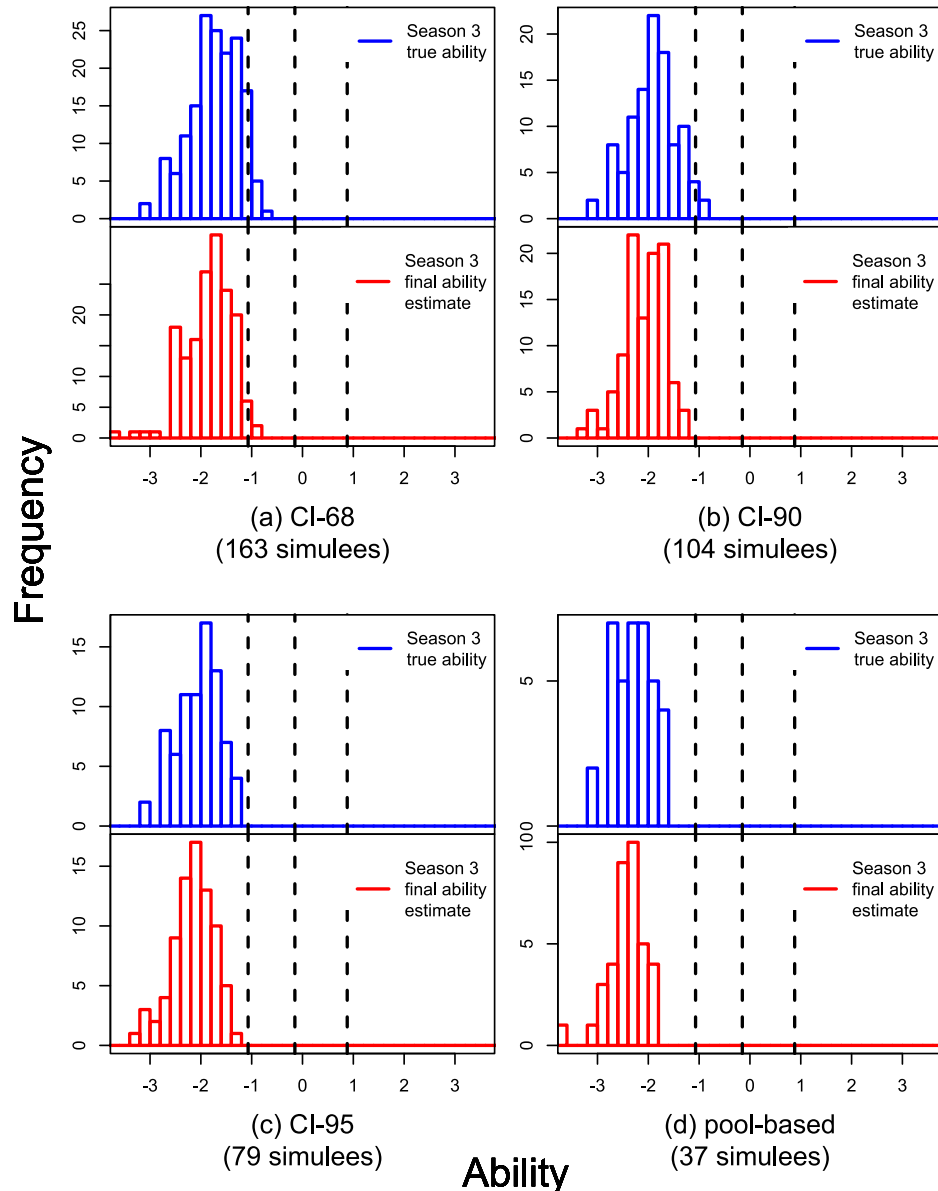 Frequency
25
20
15
10
5
0
Season 3
true ability
20
10
5
0
Season 3
final ability
estimate
-3 -2 -1 0 1 2 3
(a) CI-68
(163 simulees)
20
15
10
5
0
Season 3
true ability
20
15
10
5
0
Season 3
final ability
estimate
-3 -2 -1 0 1 2 3
(b) CI-90
(104 simulees)
15
10
5
0
Season 3
true ability
15
10
5
0
Season 3
final ability
estimate
-3 -2 -1 0 1 2 3
(c) CI-95
(79 simulees)
5
0
Season 3
true ability
10
5
0
Season 3
final ability
estimate
-3 -2 -1 0 1 2 3
(d) pool-based
(37 simulees)
Ability